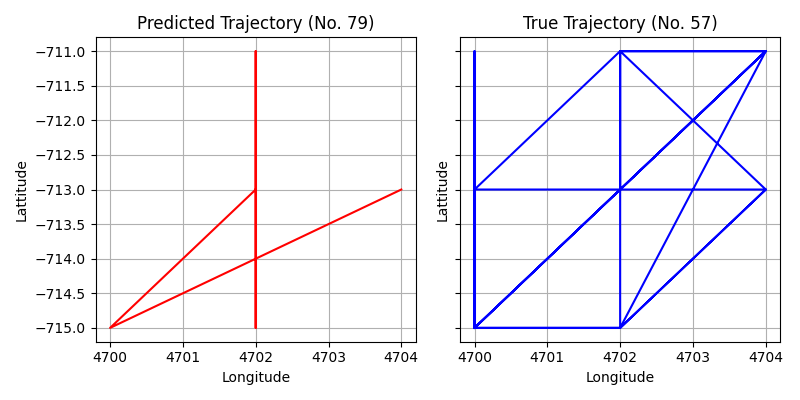 Predicted Trajectory (No. 79)
True Trajectory (No. 57)
Lattitude
−711.0
−711.5
−712.0
−712.5
−713.0
−713.5
−714.0
−714.5
−715.0
4700 4701 4702 4703 4704
Longitude
Lattitude
4700 4701 4702 4703 4704
Longitude